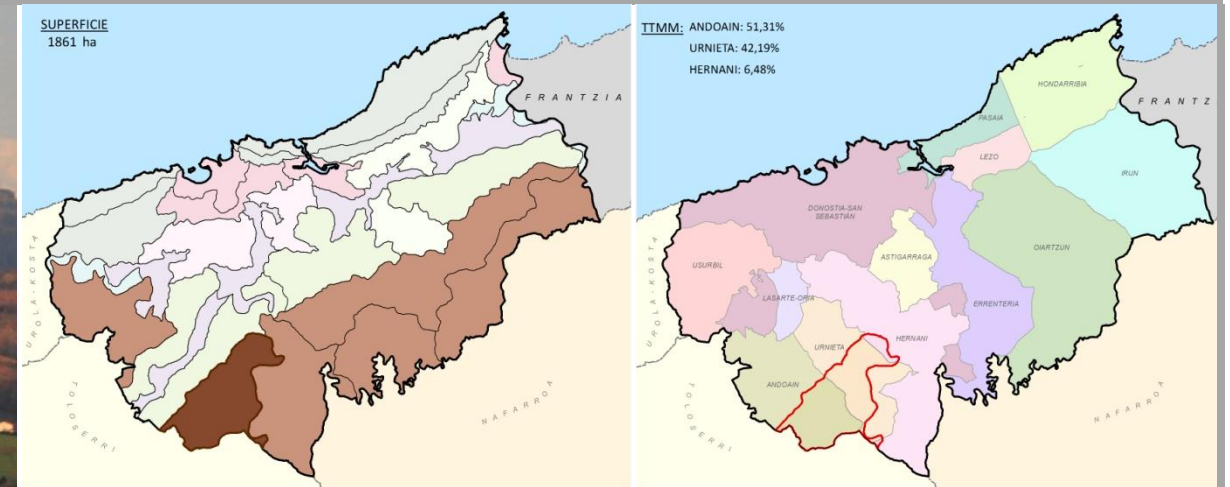 SUPERFICIE
1861 ha
FRANTZIA
UROLA-KOSTA
TOLOSERRI
NAFARROA
TTMM: ANDOAIN: 51,31%
URNIETA: 42,19%
HERNANI: 6,48%
HONDARRIBIA
FRANTZ
PASAIA
LEZO
IRUN
DONOSTIA-SAN
SEBASTIÁN
OIARTZUN
ASTIGARRAGA
USURBIL
LASARTE-ORIA
ERRENTERIA
UROLA-KOSTA
HERNANI
URNIETA
ANDOAIN
TOLOSERRI
NAFARROA